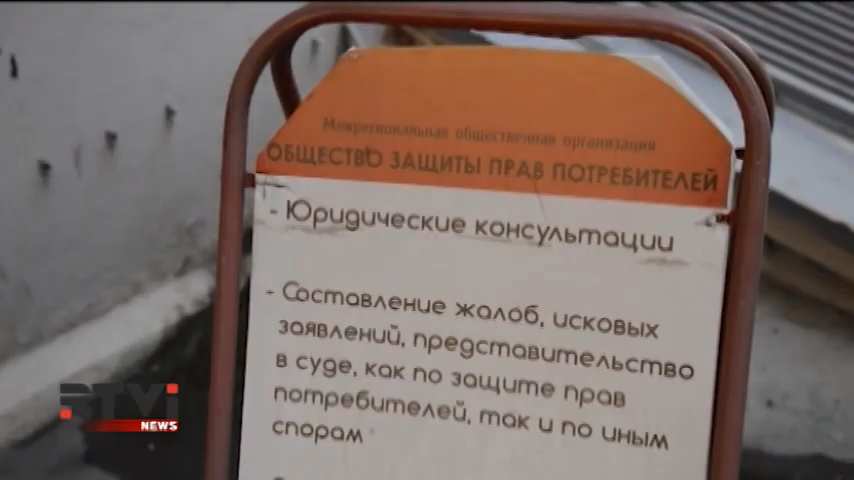 Межрегиональная общественная организация
ОБЩЕСТВО ЗАЩИТЫ ПРАВ ПОТРЕБИТЕЛЕЙ
- Юридические консультации
- Составление жалоб, исковых
заявлений, представительство
в суде, как по защите прав
потребителей, так и по иным
спорам
RTVi
NEWS